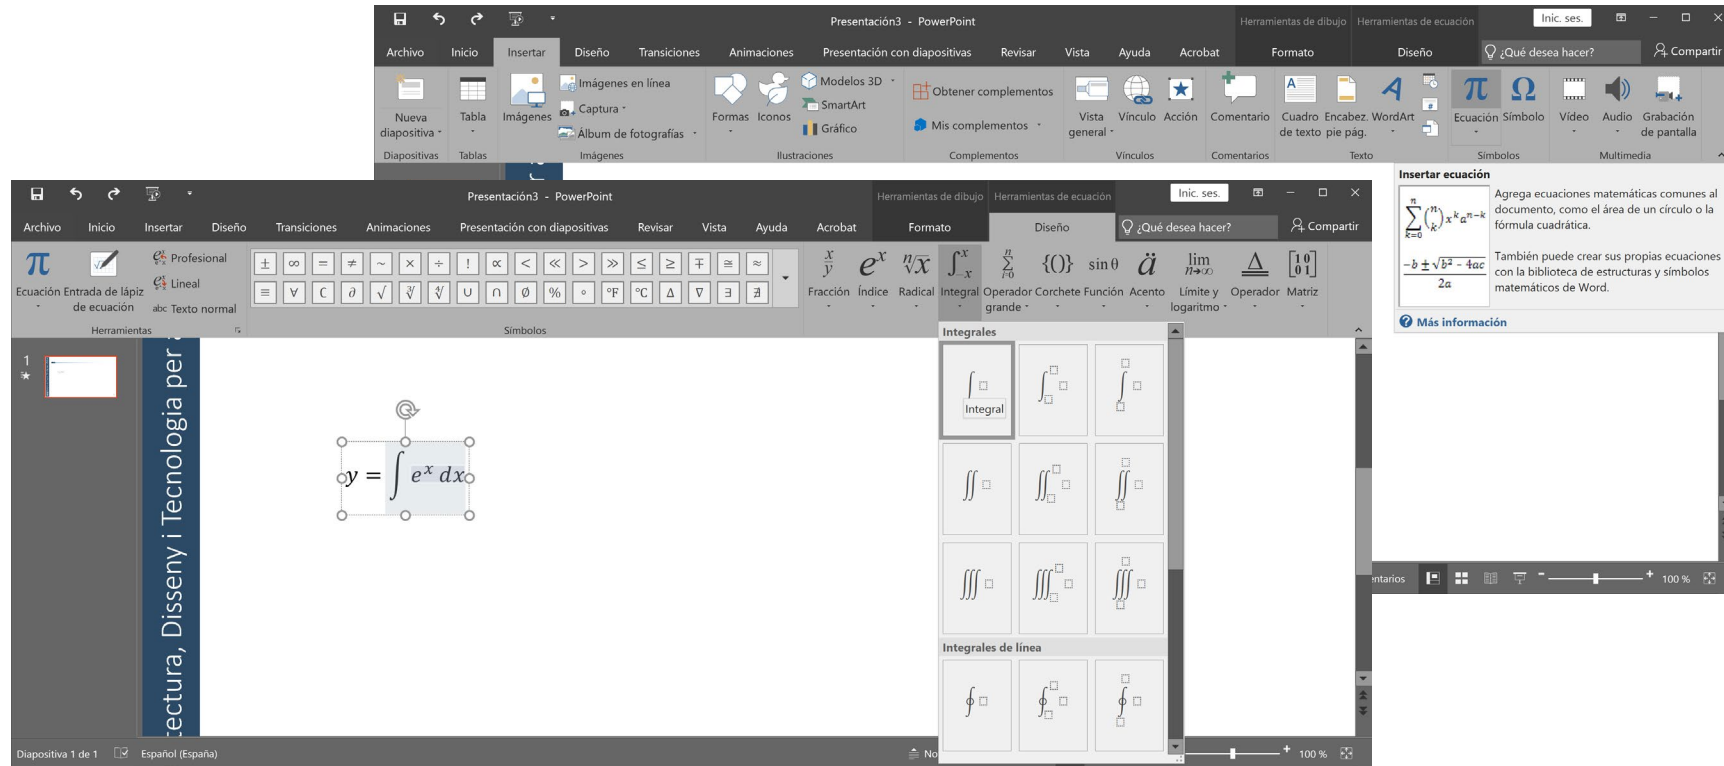 Presentación3 - PowerPoint
Herramientas de dibujo Herramientas de ecuación
Inic. ses.
Archivo Inicio Insertar Diseño Transiciones Animaciones Presentación con diapositivas Revisar Vista Ayuda Acrobat Formato Diseño ¿Qué desea hacer? Compartir
Nueva diapositiva
Tabla
Imágenes
Imágenes en línea
Captura
Álbum de fotografías
Formas Iconos
Modelos 3D
SmartArt
Gráfico
Obtener complementos
Mis complementos
Vista general
Vínculo Acción
Comentario
Cuadro de texto
Encabez. pie pág.
WordArt
Ecuación Símbolo
Vídeo Audio
Grabación de pantalla
Diapositivas Tablas Imágenes Ilustraciones Complementos Vínculos Comentarios Texto Símbolos Multimedia
Insertar ecuación
Agrega ecuaciones matemáticas comunes al
documento, como el área de un círculo o la
fórmula cuadrática.
También puede crear sus propias ecuaciones
con la biblioteca de estructuras y símbolos
matemáticos de Word.
Más información
entarios
100 %
Presentación3 - PowerPoint
Herramientas de dibujo Herramientas de ecuación
Inic. ses.
Archivo Inicio Insertar Diseño Transiciones Animaciones Presentación con diapositivas Revisar Vista Ayuda Acrobat Formato Diseño ¿Qué desea hacer? Compartir
Ecuación
Entrada de lápiz
de ecuación
Profesional
Lineal
abc Texto normal
± ∞ = ≠ ~ × ÷ ! ∝ < ≪ > ≫ ≤ ≥ ∓ ≅ ≈
≡ ∀ ∁ ∂ √ ∛ ∜ ∪ ∩ ∅ % ° °F °C ∆ ∇ ∃ ∄
Fracción Índice Radical Integral Operador grande Corchete Función Acento Límite y logaritmo Operador Matriz
Herramientas Símbolos
Integrales
Integral
Integrales de línea
1
tectura, Disseny i Tecnologia per a
y = ∫ eˣ dx
Diapositiva 1 de 1 Español (España)
No
100 %